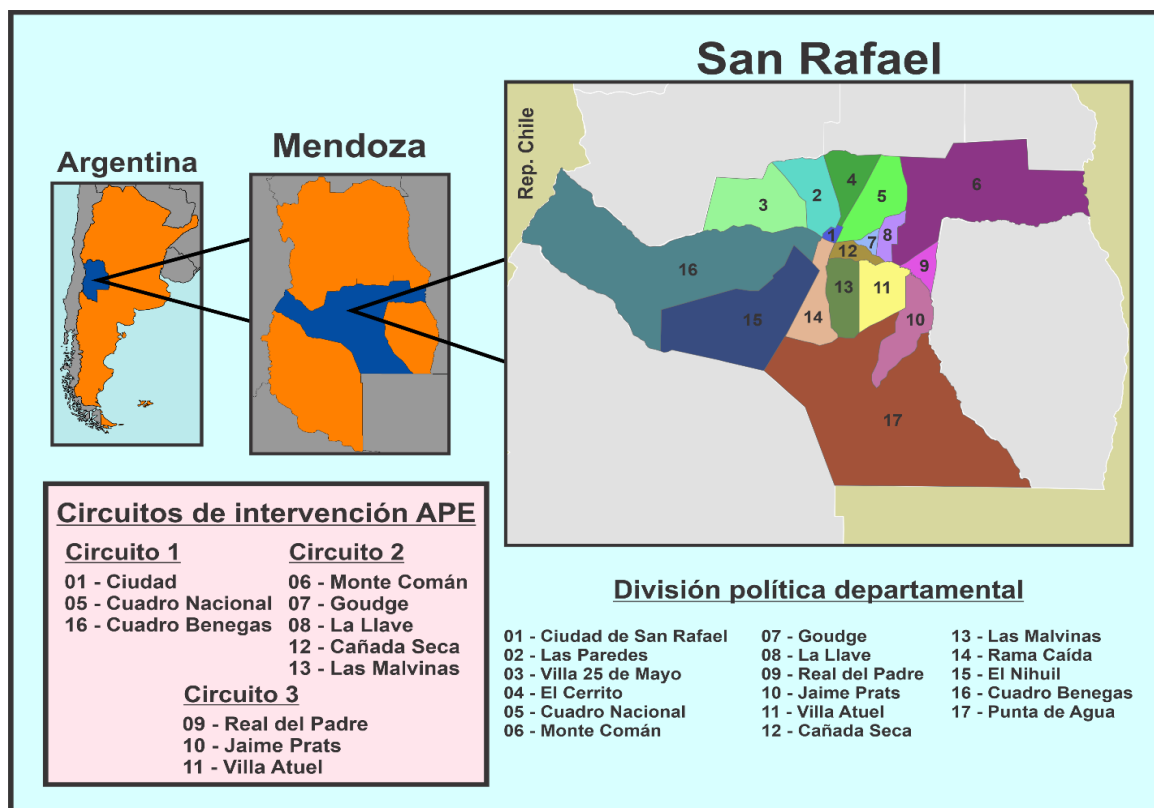 San Rafael
Mendoza
Argentina
Rep. Chile
1
2
3
4
5
6
7
8
9
10
11
12
13
14
15
16
17
Circuitos de intervención APE
Circuito 1
01 - Ciudad
05 - Cuadro Nacional
16 - Cuadro Benegas
Circuito 2
06 - Monte Comán
07 - Goudge
08 - La Llave
12 - Cañada Seca
13 - Las Malvinas
Circuito 3
09 - Real del Padre
10 - Jaime Prats
11 - Villa Atuel
División política departamental
01 - Ciudad de San Rafael
02 - Las Paredes
03 - Villa 25 de Mayo
04 - El Cerrito
05 - Cuadro Nacional
06 - Monte Comán
07 - Goudge
08 - La Llave
09 - Real del Padre
10 - Jaime Prats
11 - Villa Atuel
12 - Cañada Seca
13 - Las Malvinas
14 - Rama Caída
15 - El Nihuil
16 - Cuadro Benegas
17 - Punta de Agua